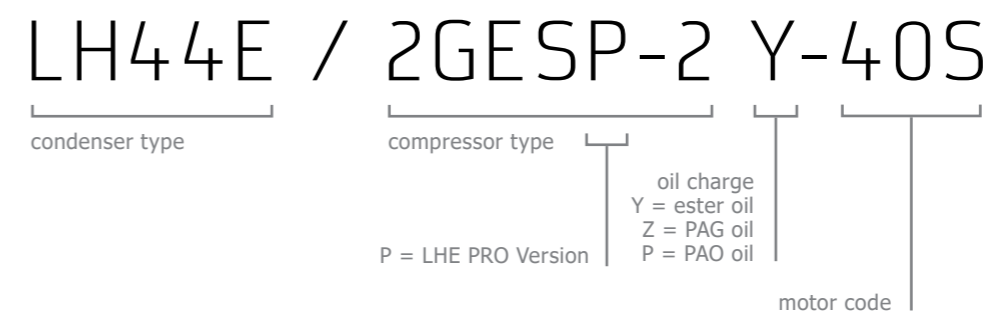 LH44E / 2GESP-2 Y-40S
condenser type
compressor type
oil charge
Y = ester oil
Z = PAG oil
P = PAO oil
P = LHE PRO Version
motor code